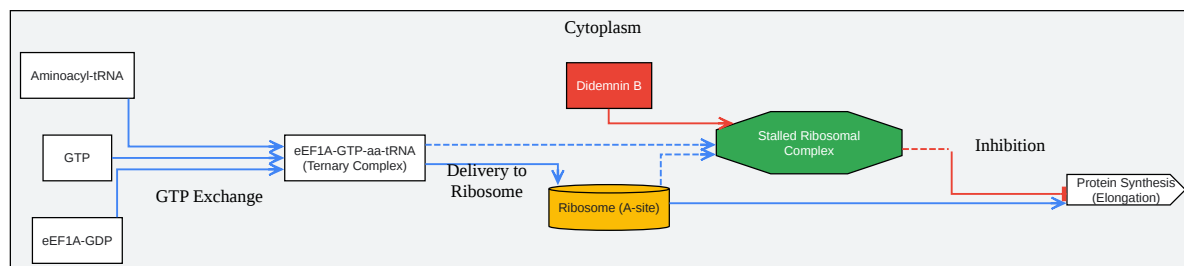 Cytoplasm
Aminoacyl-tRNA
Didemnin B
GTP
eEF1A-GTP-aa-tRNA
(Ternary Complex)
Stalled Ribosomal
Complex
Inhibition
Delivery to
Ribosome
GTP Exchange
Protein Synthesis
(Elongation)
Ribosome (A-site)
eEF1A-GDP